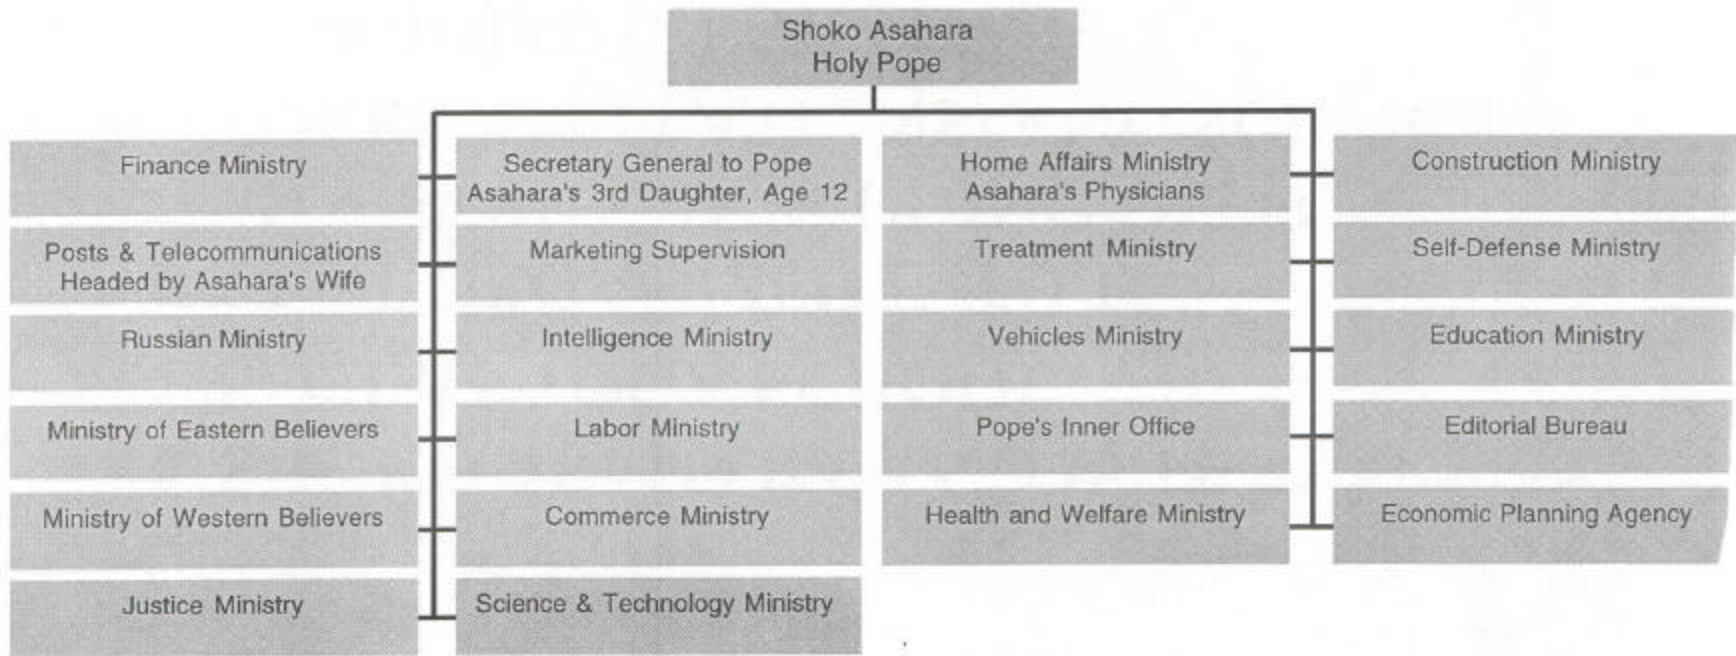 Shoko Asahara
Holy Pope
Finance Ministry
Secretary General to Pope
Asahara's 3rd Daughter, Age 12
Home Affairs Ministry
Asahara's Physicians
Construction Ministry
Posts & Telecommunications
Headed by Asahara's Wife
Marketing Supervision
Treatment Ministry
Self-Defense Ministry
Russian Ministry
Intelligence Ministry
Vehicles Ministry
Education Ministry
Ministry of Eastern Believers
Labor Ministry
Pope's Inner Office
Editorial Bureau
Ministry of Western Believers
Commerce Ministry
Health and Welfare Ministry
Economic Planning Agency
Justice Ministry
Science & Technology Ministry